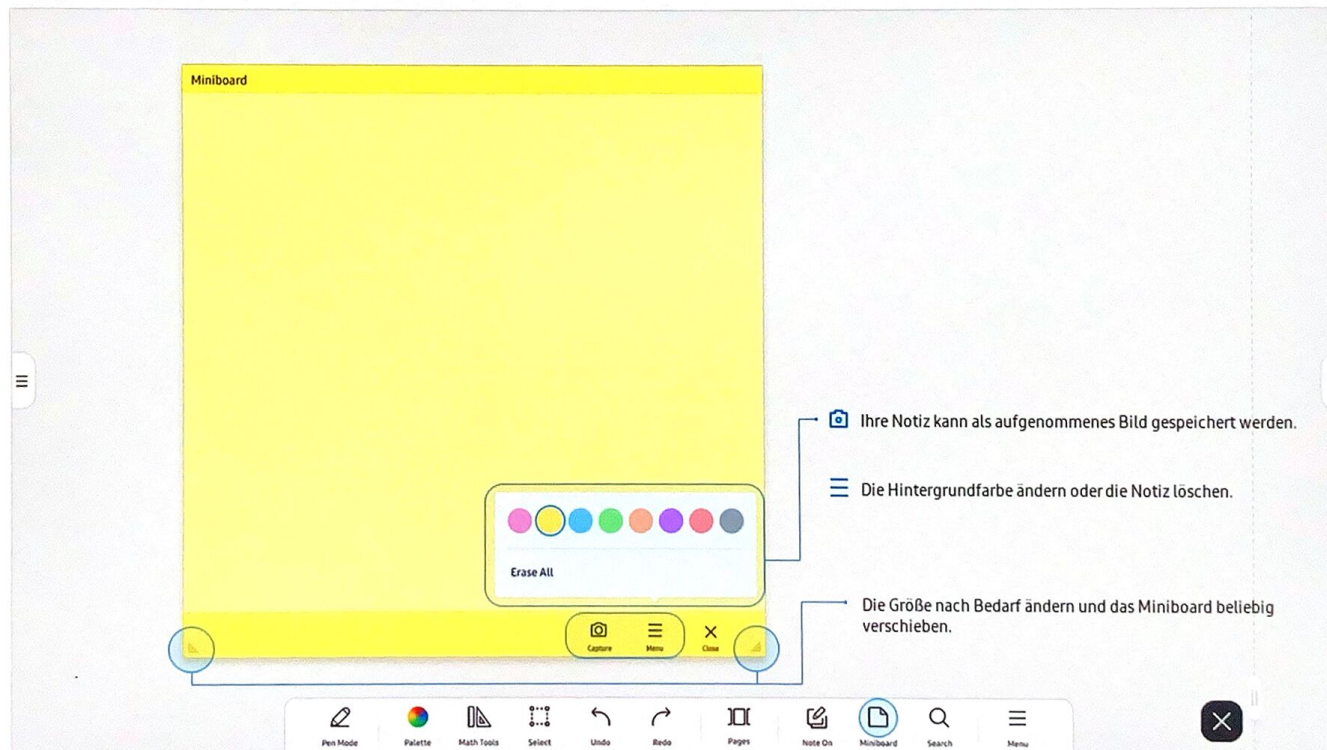 Miniboard
Ihre Notiz kann als aufgenommenes Bild gespeichert werden.
Die Hintergrundfarbe ändern oder die Notiz löschen.
Erase All
Die Größe nach Bedarf ändern und das Miniboard beliebig
verschieben.
Capture Menu Close
Pen Mode Palette Math Tools Select Undo Redo Pages Note On Miniboard Search Menu